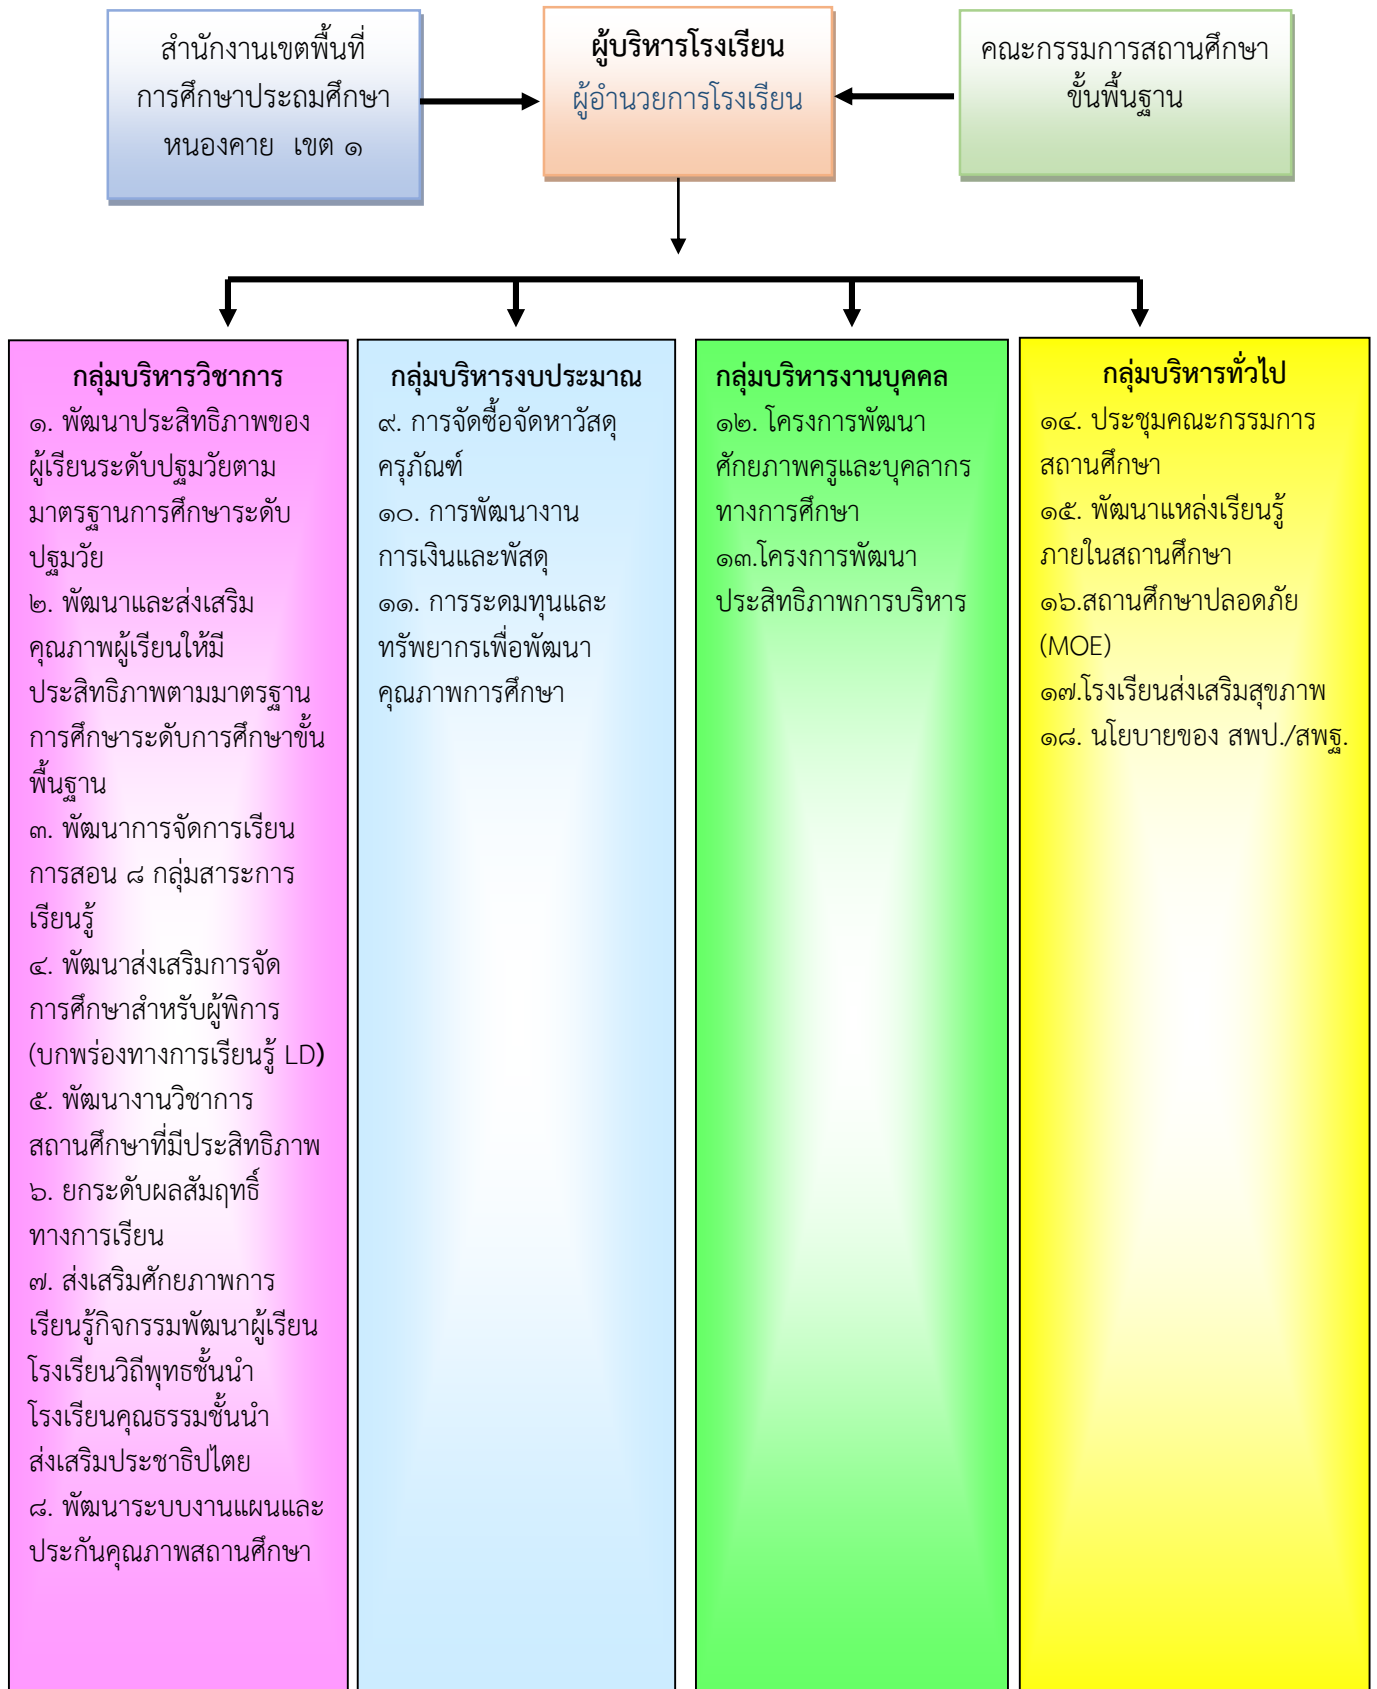 สำนักงานเขตพื้นที่
การศึกษาประถมศึกษา
หนองคาย เขต ๑
ผู้บริหารโรงเรียน
ผู้อำนวยการโรงเรียน
คณะกรรมการสถานศึกษา
ขั้นพื้นฐาน
กลุ่มบริหารวิชาการ
๑. พัฒนาประสิทธิภาพของ
ผู้เรียนระดับปฐมวัยตาม
มาตรฐานการศึกษาระดับ
ปฐมวัย
๒. พัฒนาและส่งเสริม
คุณภาพผู้เรียนให้มี
ประสิทธิภาพตามมาตรฐาน
การศึกษาระดับการศึกษาขั้น
พื้นฐาน
๓. พัฒนาการจัดการเรียน
การสอน ๘ กลุ่มสาระการ
เรียนรู้
๔. พัฒนาส่งเสริมการจัด
การศึกษาสำหรับผู้พิการ
(บกพร่องทางการเรียนรู้ LD)
๕. พัฒนางานวิชาการ
สถานศึกษาที่มีประสิทธิภาพ
๖. ยกระดับผลสัมฤทธิ์
ทางการเรียน
๗. ส่งเสริมศักยภาพการ
เรียนรู้กิจกรรมพัฒนาผู้เรียน
โรงเรียนวิถีพุทธชั้นนำ
โรงเรียนคุณธรรมชั้นนำ
ส่งเสริมประชาธิปไตย
๘. พัฒนาระบบงานแผนและ
ประกันคุณภาพสถานศึกษา
กลุ่มบริหารงบประมาณ
๙. การจัดซื้อจัดหาวัสดุ
ครุภัณฑ์
๑๐. การพัฒนางาน
การเงินและพัสดุ
๑๑. การระดมทุนและ
ทรัพยากรเพื่อพัฒนา
คุณภาพการศึกษา
กลุ่มบริหารงานบุคคล
๑๒. โครงการพัฒนา
ศักยภาพครูและบุคลากร
ทางการศึกษา
๑๓.โครงการพัฒนา
ประสิทธิภาพการบริหาร
กลุ่มบริหารทั่วไป
๑๔. ประชุมคณะกรรมการ
สถานศึกษา
๑๕. พัฒนาแหล่งเรียนรู้
ภายในสถานศึกษา
๑๖.สถานศึกษาปลอดภัย
(MOE)
๑๗.โรงเรียนส่งเสริมสุขภาพ
๑๘. นโยบายของ สพป./สพฐ.